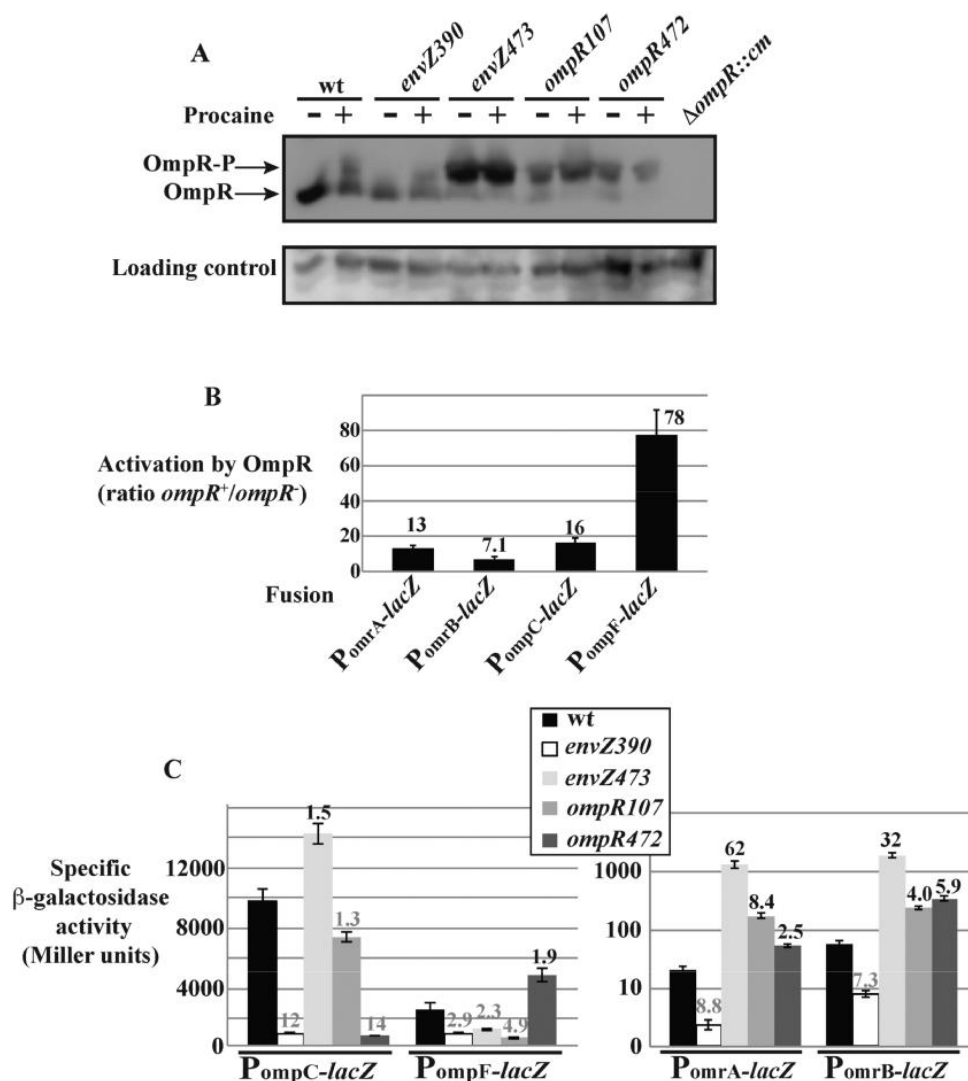 A
wt envZ390 envZ473 ompR107 ompR472 ΔompR::cm
Procaine - + - + - + - + - +
OmpR-P
OmpR
Loading control
B
Activation by OmpR
(ratio ompR+/ompR-)
80
60
40
20
0
13
7.1
16
78
Fusion
PomrA-lacZ PomrB-lacZ PompC-lacZ PompF-lacZ
C
wt
envZ390
envZ473
ompR107
ompR472
Specific
β-galactosidase
activity
(Miller units)
12000
8000
4000
0
12 1.5 1.3 14
2.9 2.3 4.9 1.9
PompC-lacZ PompF-lacZ
1000
100
10
0
8.8 62 8.4 2.5
7.3 32 4.0 5.9
PomrA-lacZ PomrB-lacZ